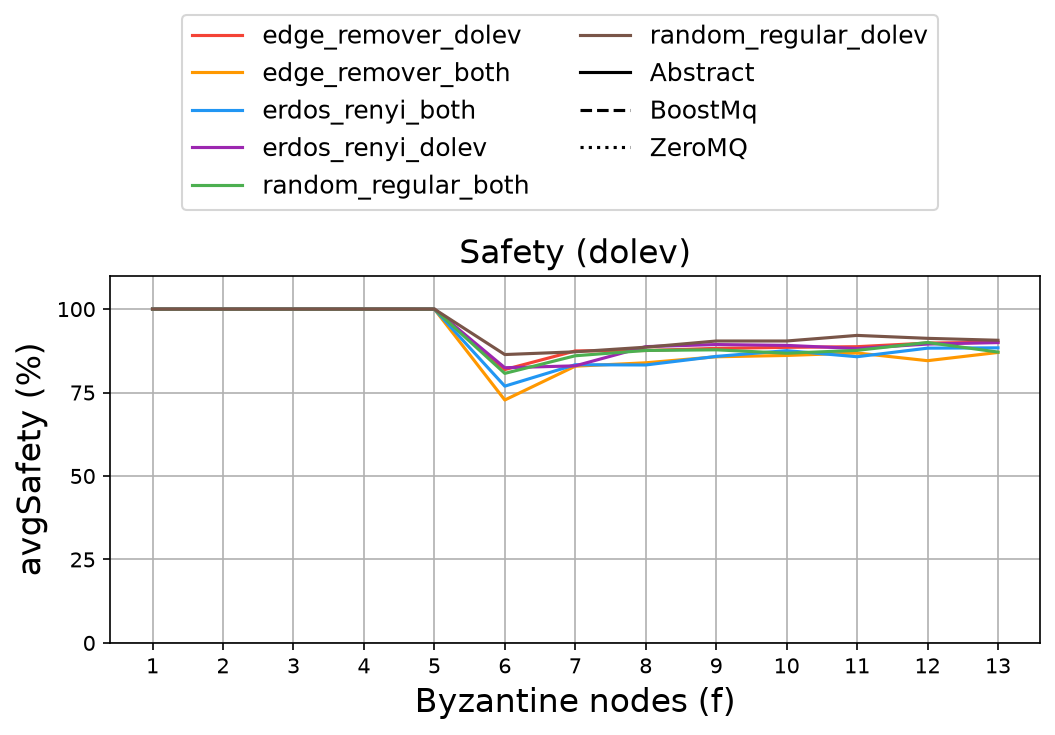 edge_remover_dolev
edge_remover_both
erdos_renyi_both
erdos_renyi_dolev
random_regular_both
random_regular_dolev
Abstract
BoostMq
ZeroMQ
Safety (dolev)
avgSafety (%)
100
75
50
25
0
1 2 3 4 5 6 7 8 9 10 11 12 13
Byzantine nodes (f)